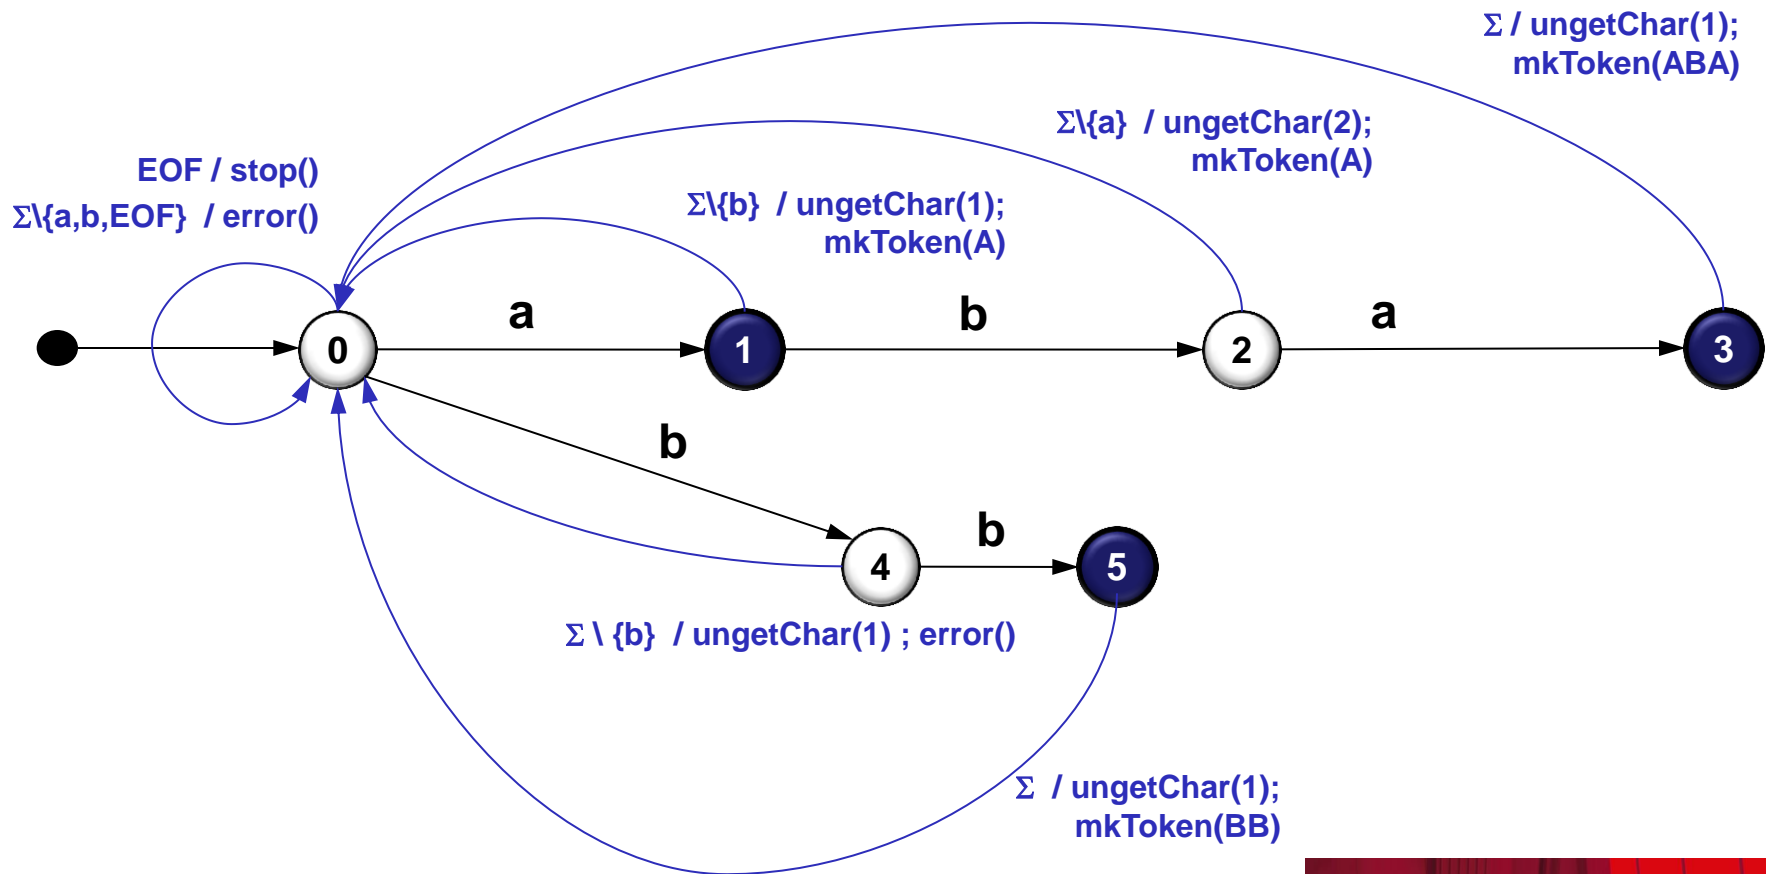 Σ / ungetChar(1);
mkToken(ABA)
Σ\{a} / ungetChar(2);
mkToken(A)
EOF / stop()
Σ\{a,b,EOF} / error()
Σ\{b} / ungetChar(1);
mkToken(A)
a
b
a
0
1
2
3
b
b
4
5
Σ \ {b} / ungetChar(1) ; error()
Σ / ungetChar(1);
mkToken(BB)